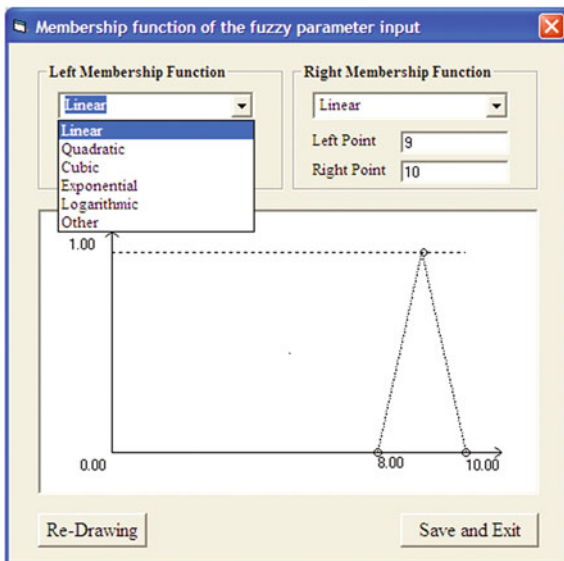 Membership function of the fuzzy parameter input
Left Membership Function
Linear
Linear
Quadratic
Cubic
Exponential
Logarithmic
Other
Right Membership Function
Linear
Left Point 9
Right Point 10
1.00
0.00
8.00
10.00
Re-Drawing
Save and Exit